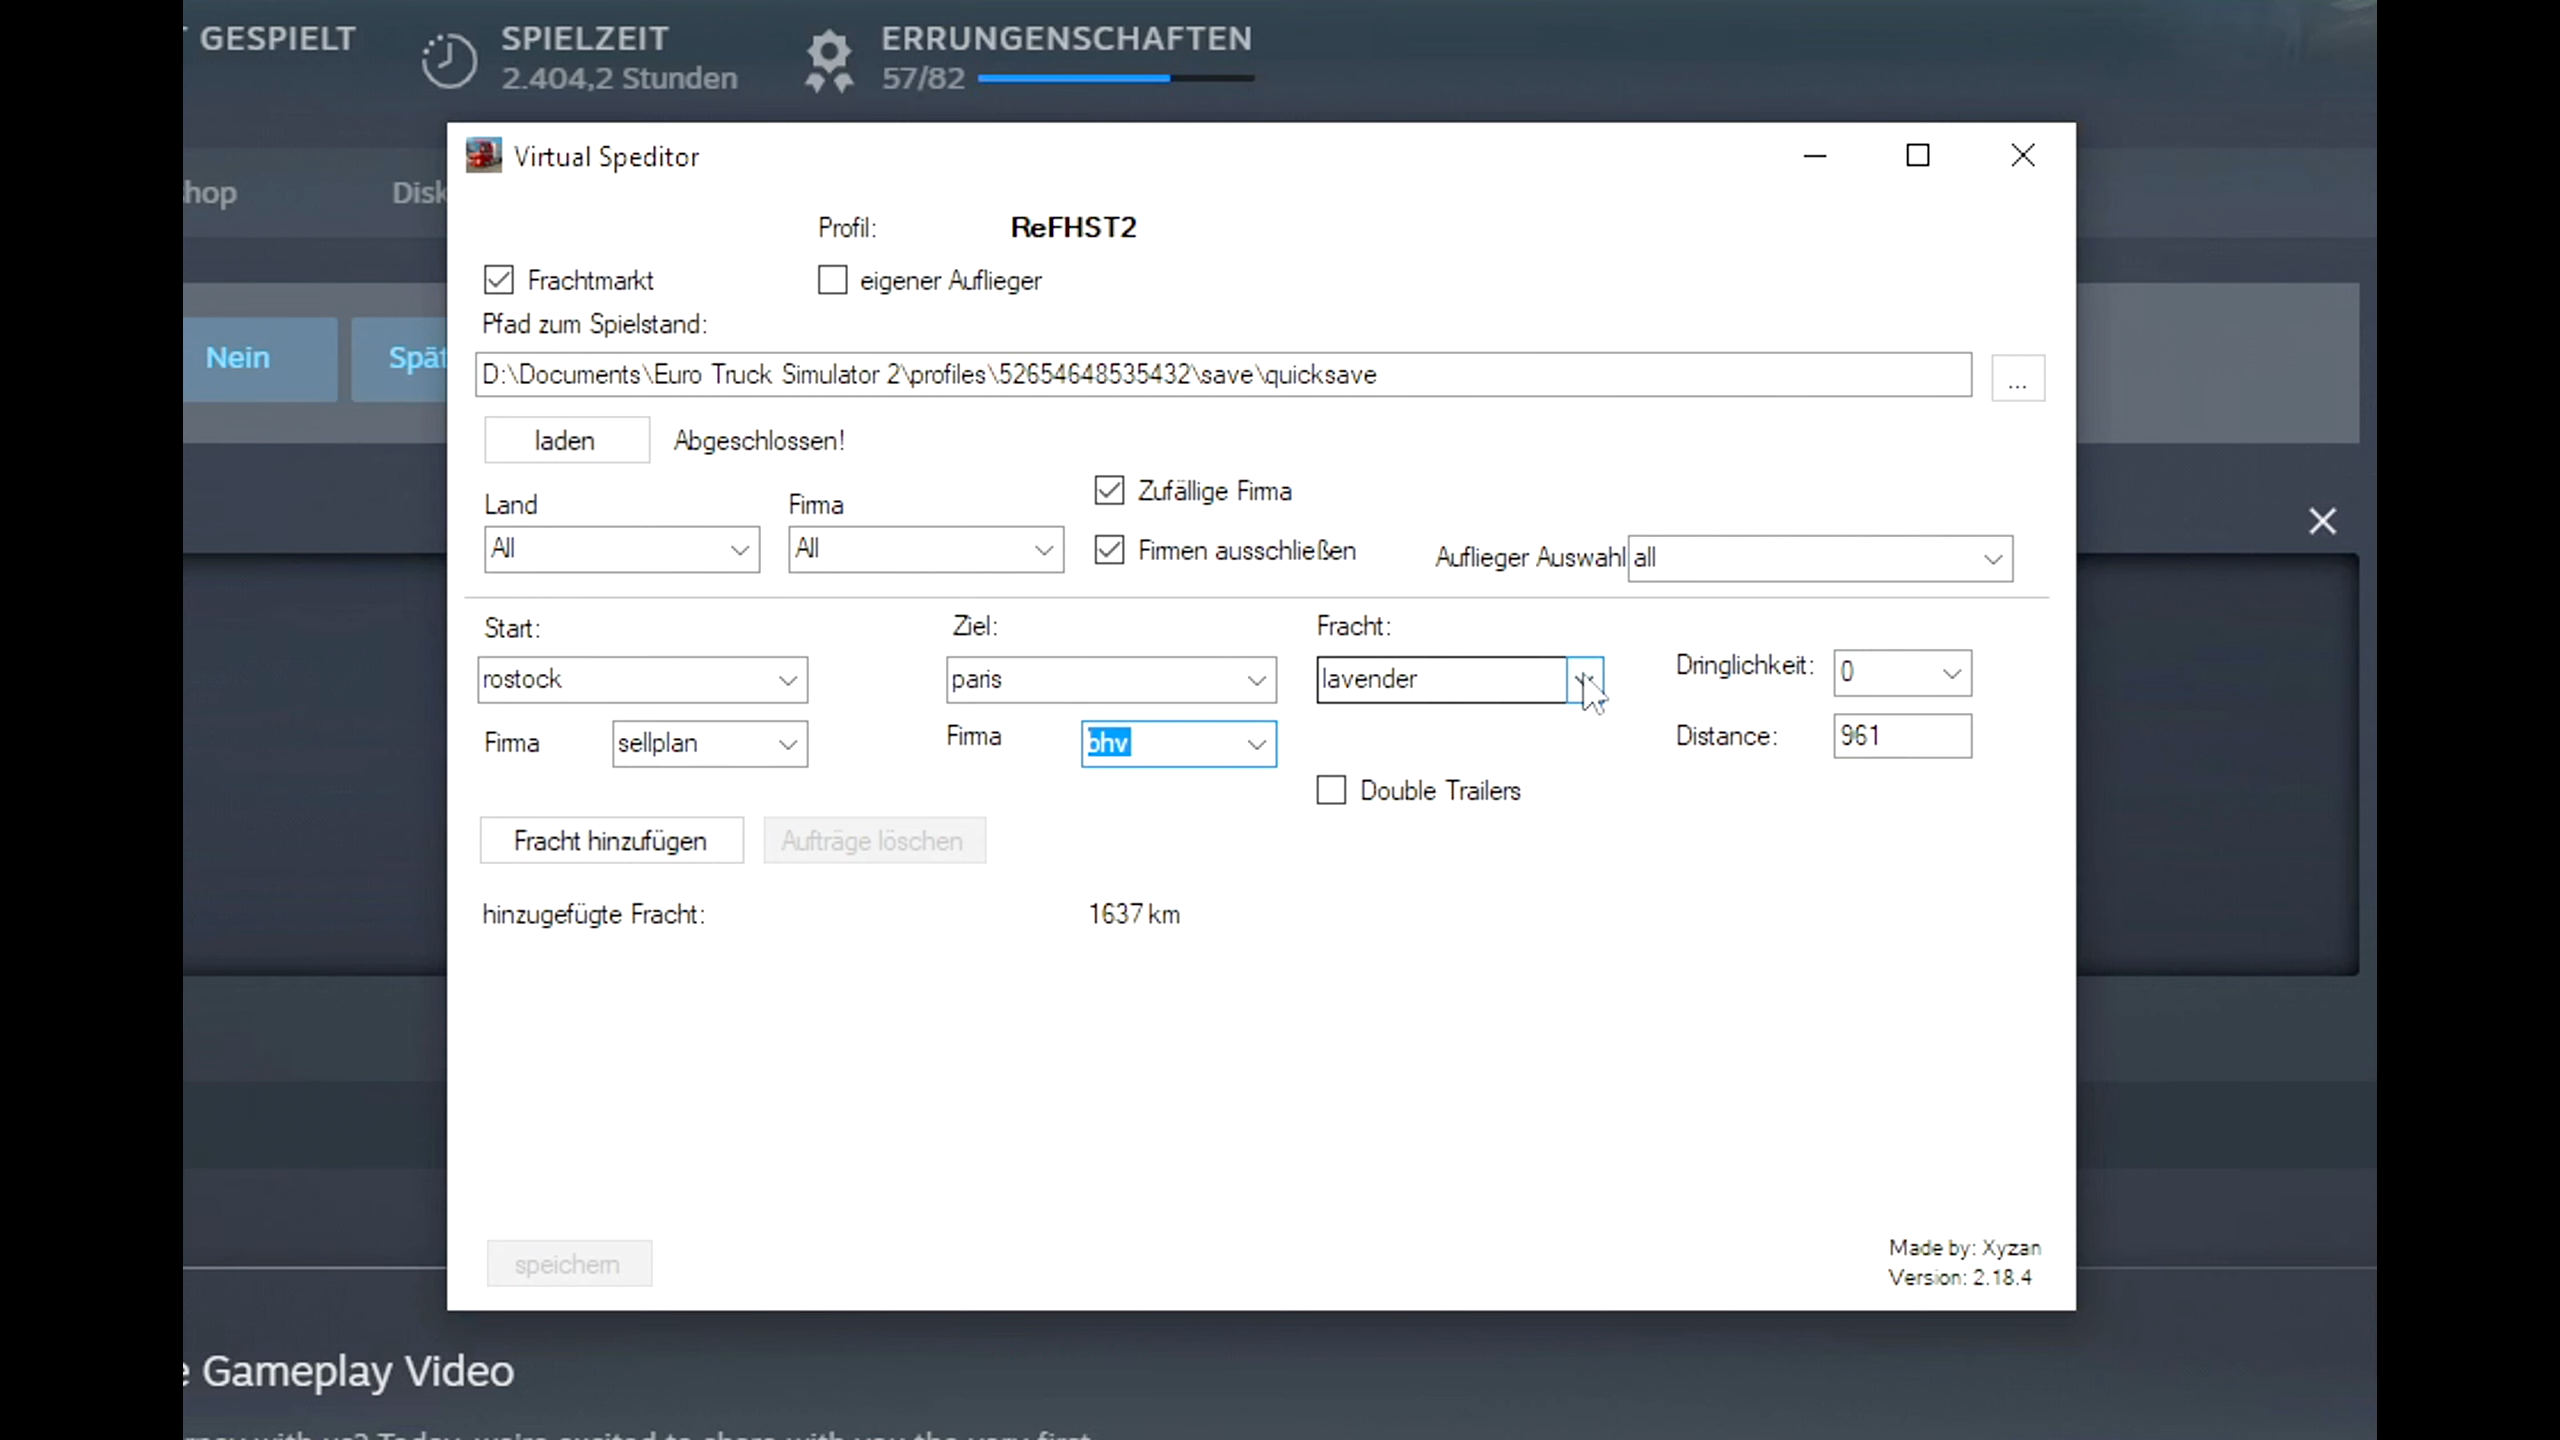 GESPIELT
SPIELZEIT
2.404,2 Stunden
ERRUNGENSCHAFTEN
57/82
Virtual Speditor
hop
Disk
Profil:
ReFHST2
Frachtmarkt
eigener Auflieger
Pfad zum Spielstand:
Nein
Spät
D:\Documents\Euro Truck Simulator 2\profiles\52654648535432\save\quicksave
...
laden
Abgeschlossen!
Zufällige Firma
Land
Firma
All
All
Firmen ausschließen
Auflieger Auswahl
all
Start:
Ziel:
Fracht:
rostock
paris
lavender
Dringlichkeit:
0
Firma
sellplan
Firma
bhv
Distance:
961
Double Trailers
Fracht hinzufügen
Aufträge löschen
hinzugefügte Fracht:
1637 km
speichern
Made by: Xyzan
Version: 2.18.4
e Gameplay Video